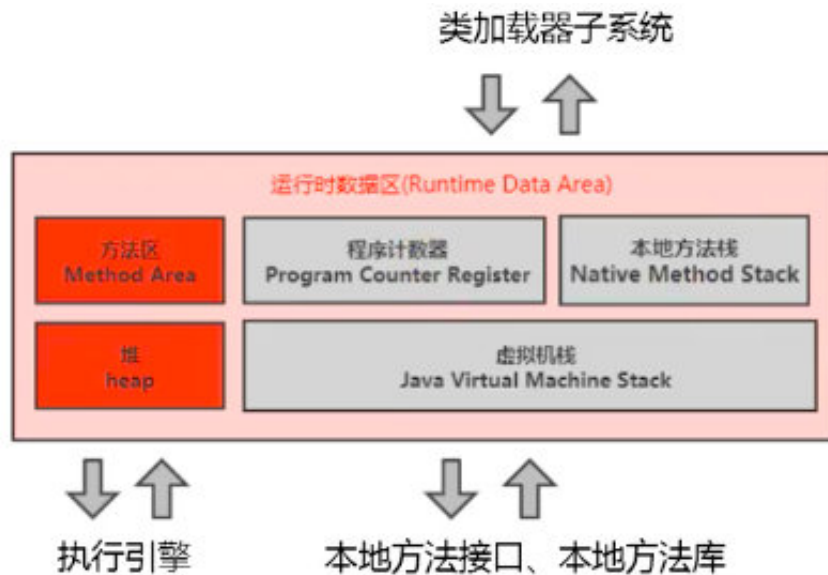 类加载器子系统
运行时数据区(Runtime Data Area)
方法区
Method Area
程序计数器
Program Counter Register
本地方法栈
Native Method Stack
堆
heap
虚拟机栈
Java Virtual Machine Stack
执行引擎
本地方法接口、本地方法库